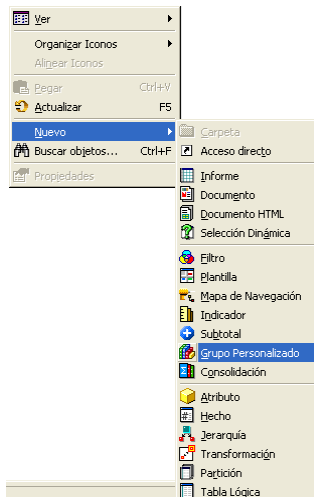 Ver
Organizar Iconos
Alinear Iconos
Pegar Ctrl+V
Actualizar F5
Nuevo
Buscar objetos... Ctrl+F
Propiedades
Carpeta
Acceso directo
Informe
Documento
Documento HTML
Selección Dinámica
Filtro
Plantilla
Mapa de Navegación
Indicador
Subtotal
Grupo Personalizado
Consolidación
Atributo
Hecho
Jerarquía
Transformación
Partición
Tabla Lógica